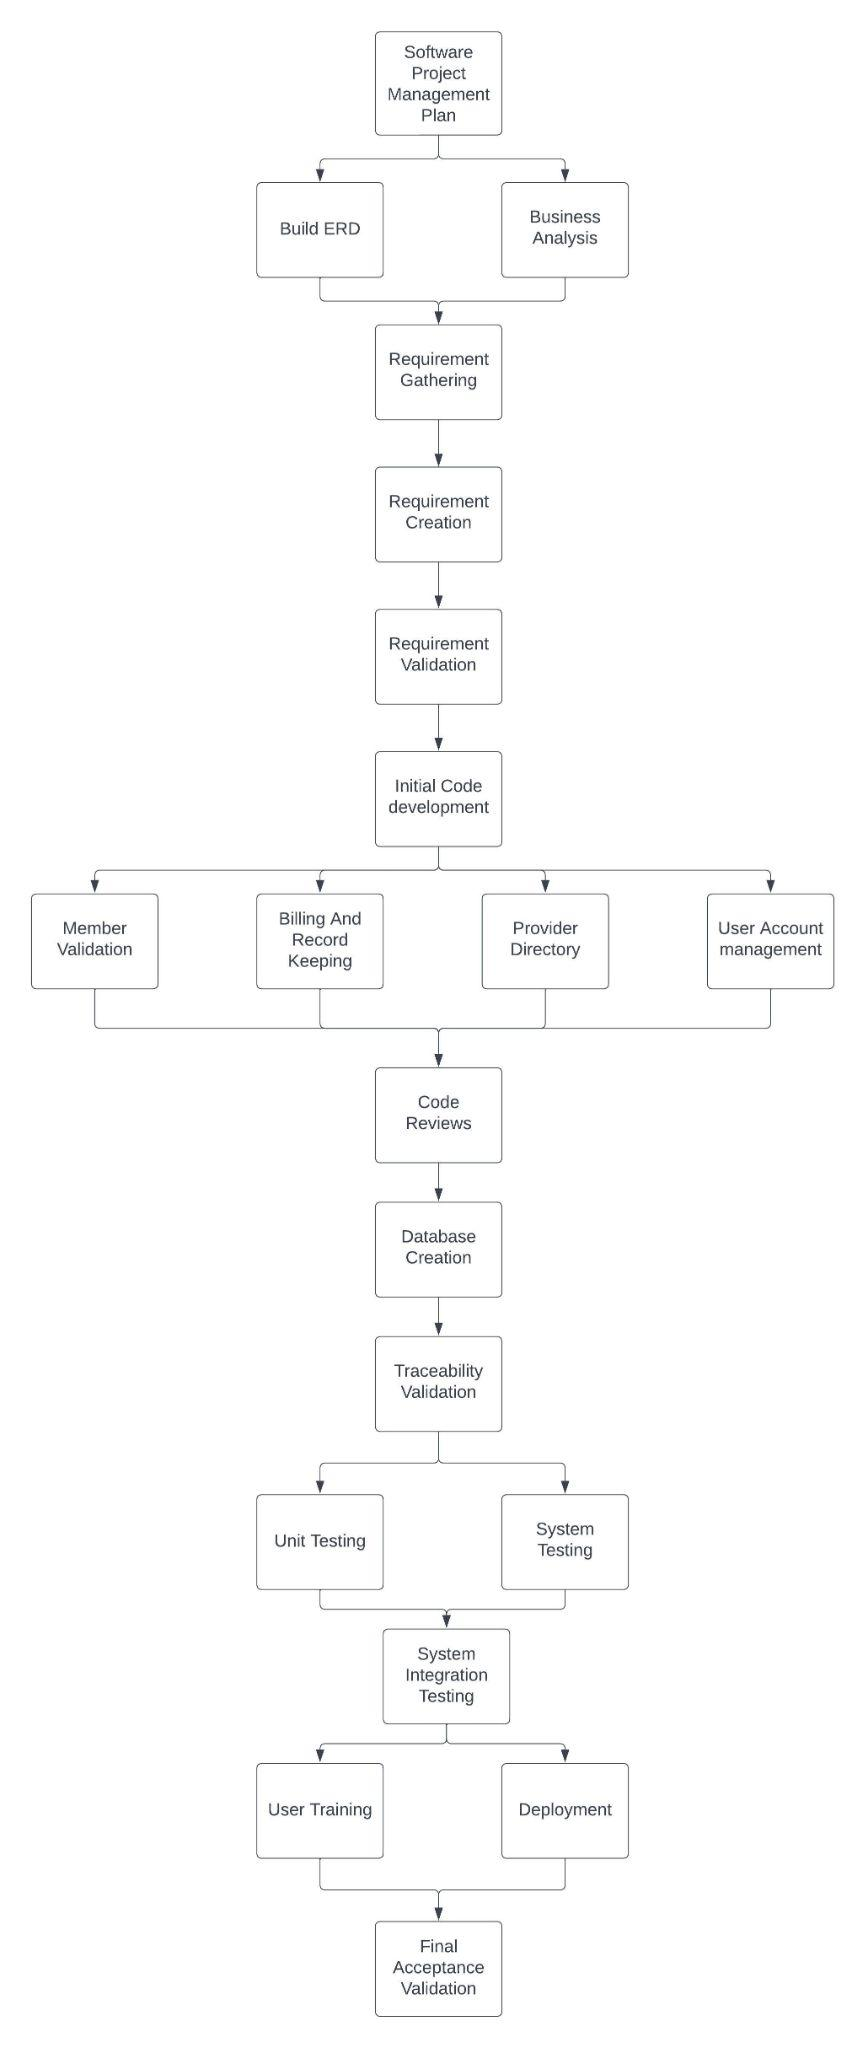 Software
Project
Management
Plan
Build ERD
Business
Analysis
Requirement
Gathering
Requirement
Creation
Requirement
Validation
Initial Code
development
Member
Validation
Billing And
Record
Keeping
Provider
Directory
User Account
management
Code
Reviews
Database
Creation
Traceability
Validation
Unit Testing
System
Testing
System
Integration
Testing
User Training
Deployment
Final
Acceptance
Validation